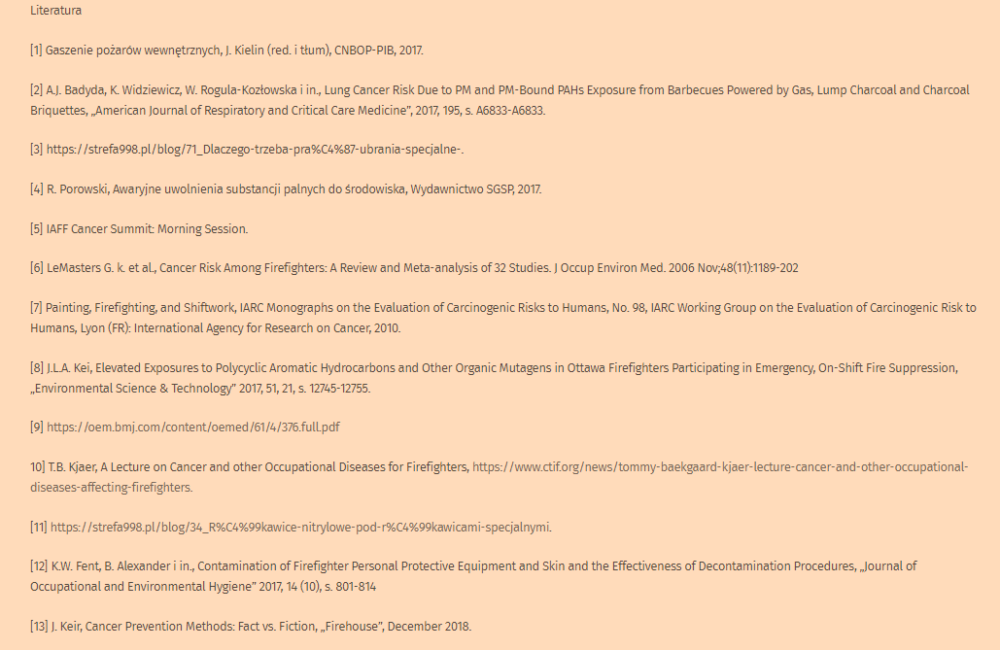 Literatura
[1] Gaszenie pożarów wewnętrznych, J. Kielin (red. i tłum), CNBOP-PIB, 2017.
[2] A.J. Badyda, K. Widziewicz, W. Rogula-Kozłowska i in., Lung Cancer Risk Due to PM and PM-Bound PAHs Exposure from Barbecues Powered by Gas, Lump Charcoal and Charcoal
Briquettes, „American Journal of Respiratory and Critical Care Medicine”, 2017, 195, s. A6833-A6833.
[3] https://strefa998.pl/blog/71_Dlaczego-trzeba-pra%C4%87-ubrania-specjalne-.
[4] R. Porowski, Awaryjne uwolnienia substancji palnych do środowiska, Wydawnictwo SGSP, 2017.
[5] IAFF Cancer Summit: Morning Session.
[6] LeMasters G. k. et al., Cancer Risk Among Firefighters: A Review and Meta-analysis of 32 Studies. J Occup Environ Med. 2006 Nov;48(11):1189-202
[7] Painting, Firefighting, and Shiftwork, IARC Monographs on the Evaluation of Carcinogenic Risks to Humans, No. 98, IARC Working Group on the Evaluation of Carcinogenic Risk to
Humans, Lyon (FR): International Agency for Research on Cancer, 2010.
[8] J.L.A. Kei, Elevated Exposures to Polycyclic Aromatic Hydrocarbons and Other Organic Mutagens in Ottawa Firefighters Participating in Emergency, On-Shift Fire Suppression,
„Environmental Science & Technology” 2017, 51, 21, s. 12745-12755.
[9] https://oem.bmj.com/content/oemed/61/4/376.full.pdf
10] T.B. Kjaer, A Lecture on Cancer and other Occupational Diseases for Firefighters, https://www.ctif.org/news/tommy-baekgaard-kjaer-lecture-cancer-and-other-occupational-
diseases-affecting-firefighters.
[11] https://strefa998.pl/blog/34_R%C4%99kawice-nitrylowe-pod-r%C4%99kawicami-specjalnymi.
[12] K.W. Fent, B. Alexander i in., Contamination of Firefighter Personal Protective Equipment and Skin and the Effectiveness of Decontamination Procedures, „Journal of
Occupational and Environmental Hygiene” 2017, 14 (10), s. 801-814
[13] J. Keir, Cancer Prevention Methods: Fact vs. Fiction, „Firehouse”, December 2018.